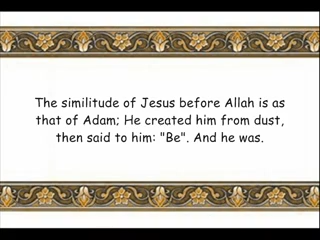 The similitude of Jesus before Allah is as
that of Adam; He created him from dust,
then said to him: "Be". And he was.